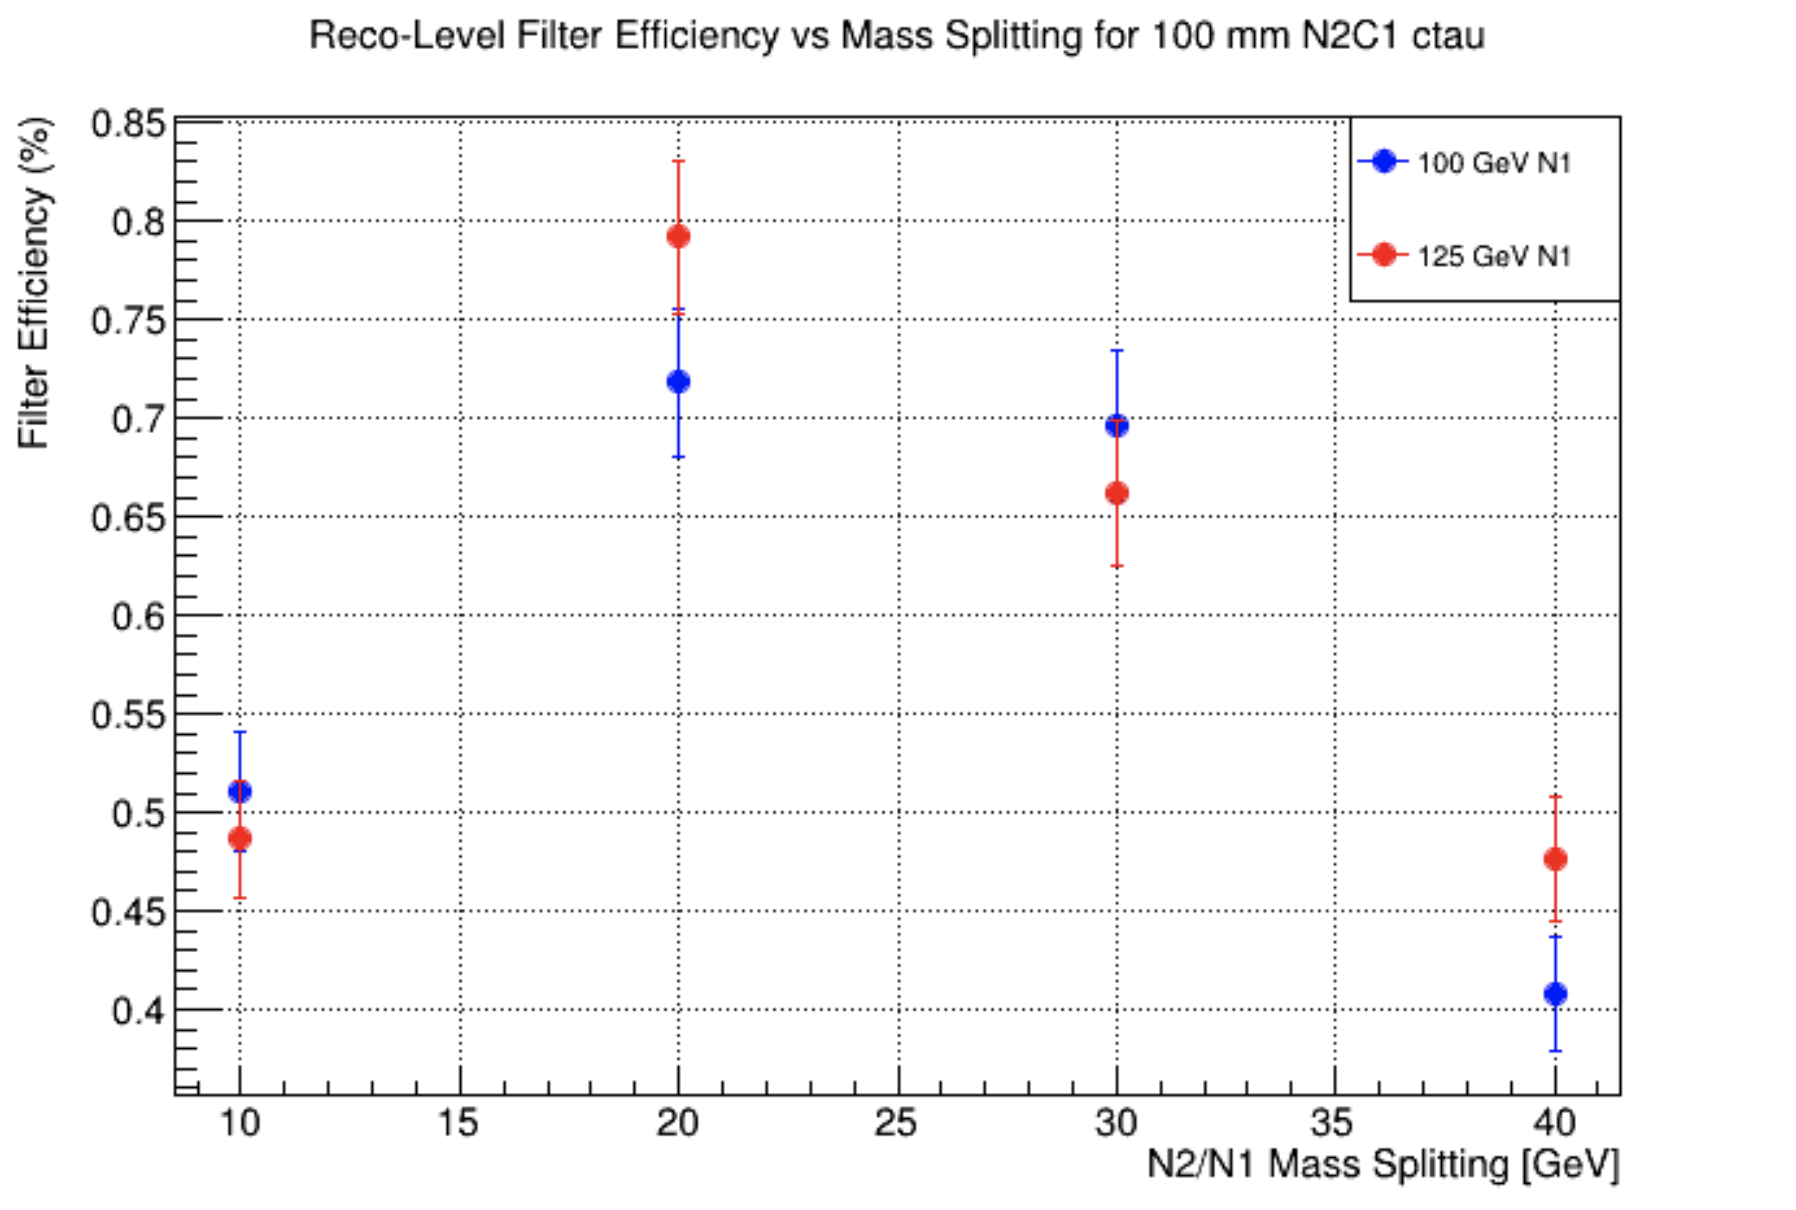 Reco-Level Filter Efficiency vs Mass Splitting for 100 mm N2C1 ctau
Filter Efficiency (%)
0.85
0.8
0.75
0.7
0.65
0.6
0.55
0.5
0.45
0.4
100 GeV N1
125 GeV N1
10 15 20 25 30 35 40
N2/N1 Mass Splitting [GeV]